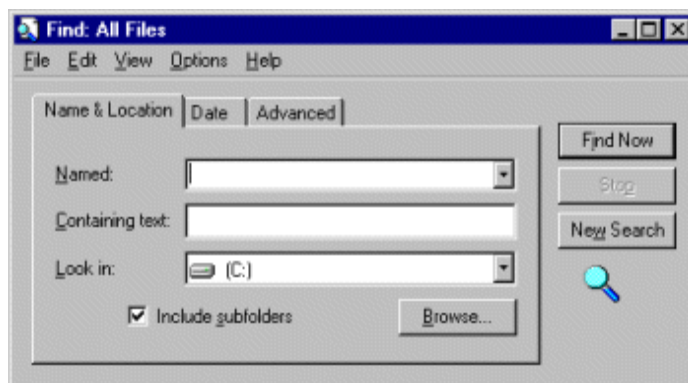 Find: All Files
File Edit View Options Help
Name & Location Date Advanced
Find Now
Named:
Stop
Containing text:
New Search
Look in: (C:)
Include subfolders Browse...